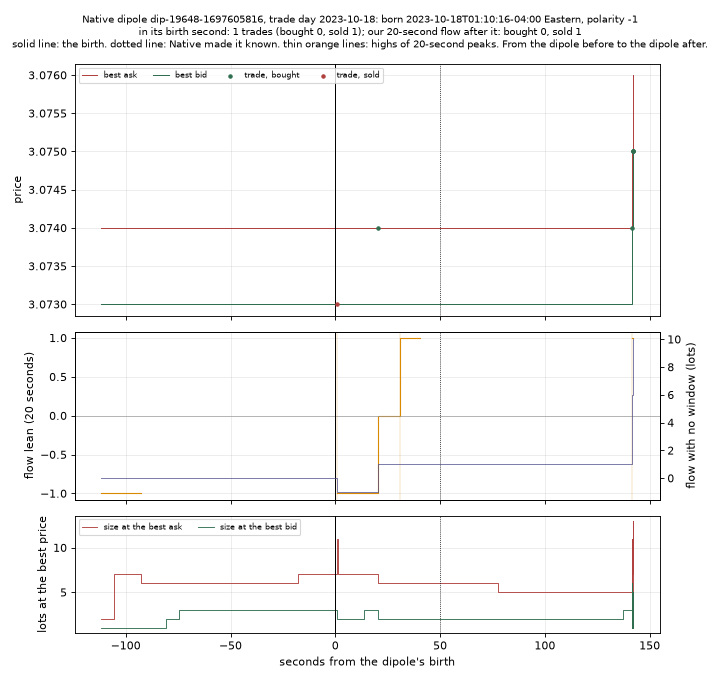 Native dipole dip-19648-1697605816, trade day 2023-10-18: born 2023-10-18T01:10:16-04:00 Eastern, polarity -1
in its birth second: 1 trades (bought 0, sold 1); our 20-second flow after it: bought 0, sold 1
solid line: the birth. dotted line: Native made it known. thin orange lines: highs of 20-second peaks. From the dipole before to the dipole after.
best ask
best bid
trade, bought
trade, sold
3.0760
3.0755
3.0750
3.0745
3.0740
3.0735
3.0730
price
1.0
0.5
0.0
−0.5
−1.0
flow lean (20 seconds)
10
8
6
4
2
0
flow with no window (lots)
size at the best ask
size at the best bid
10
5
lots at the best price
−100
−50
0
50
100
150
seconds from the dipole's birth